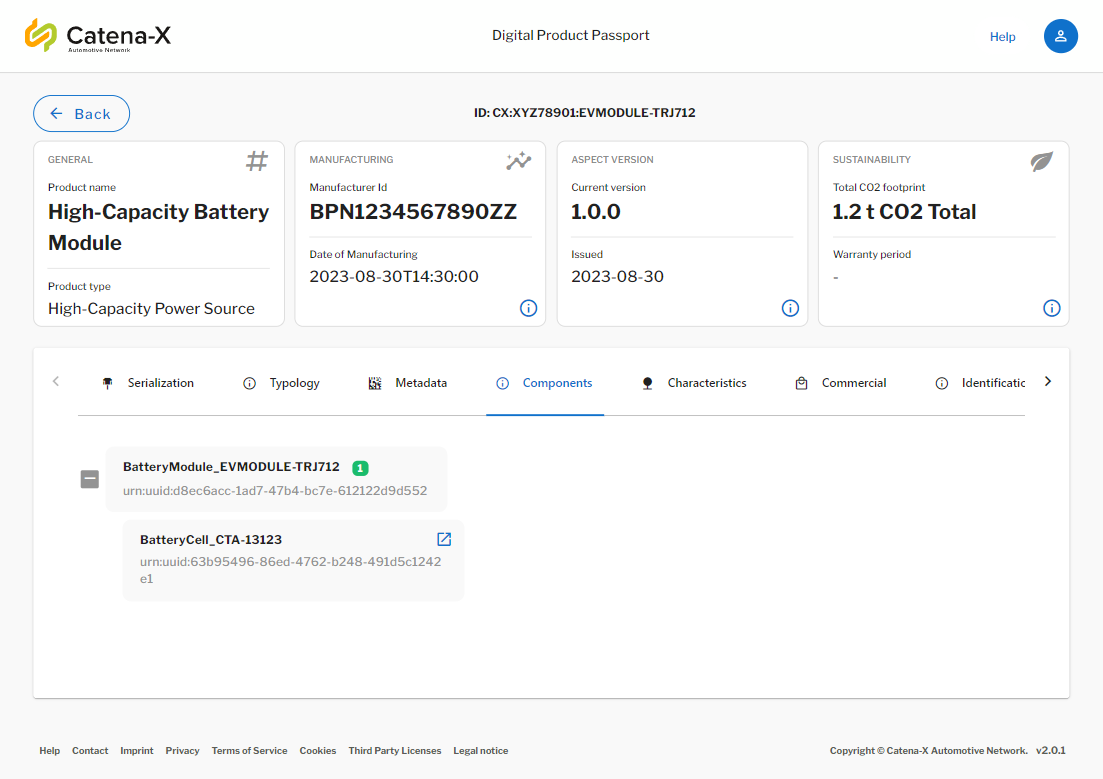 Catena-X
Automotive Network
Digital Product Passport
Help
Back
ID: CX:XYZ78901:EVMODULE-TRJ712
GENERAL
Product name
High-Capacity Battery
Module
Product type
High-Capacity Power Source
MANUFACTURING
Manufacturer Id
BPN1234567890ZZ
Date of Manufacturing
2023-08-30T14:30:00
ASPECT VERSION
Current version
1.0.0
Issued
2023-08-30
SUSTAINABILITY
Total CO2 footprint
1.2 t CO2 Total
Warranty period
-
Serialization
Typology
Metadata
Components
Characteristics
Commercial
Identificatic
BatteryModule_EVMODULE-TRJ712 1
urn:uuid:d8ec6acc-1ad7-47b4-bc7e-612122d9d552
BatteryCell_CTA-13123
urn:uuid:63b95496-86ed-4762-b248-491d5c1242
e1
Help Contact Imprint Privacy Terms of Service Cookies Third Party Licenses Legal notice
Copyright © Catena-X Automotive Network. v2.0.1